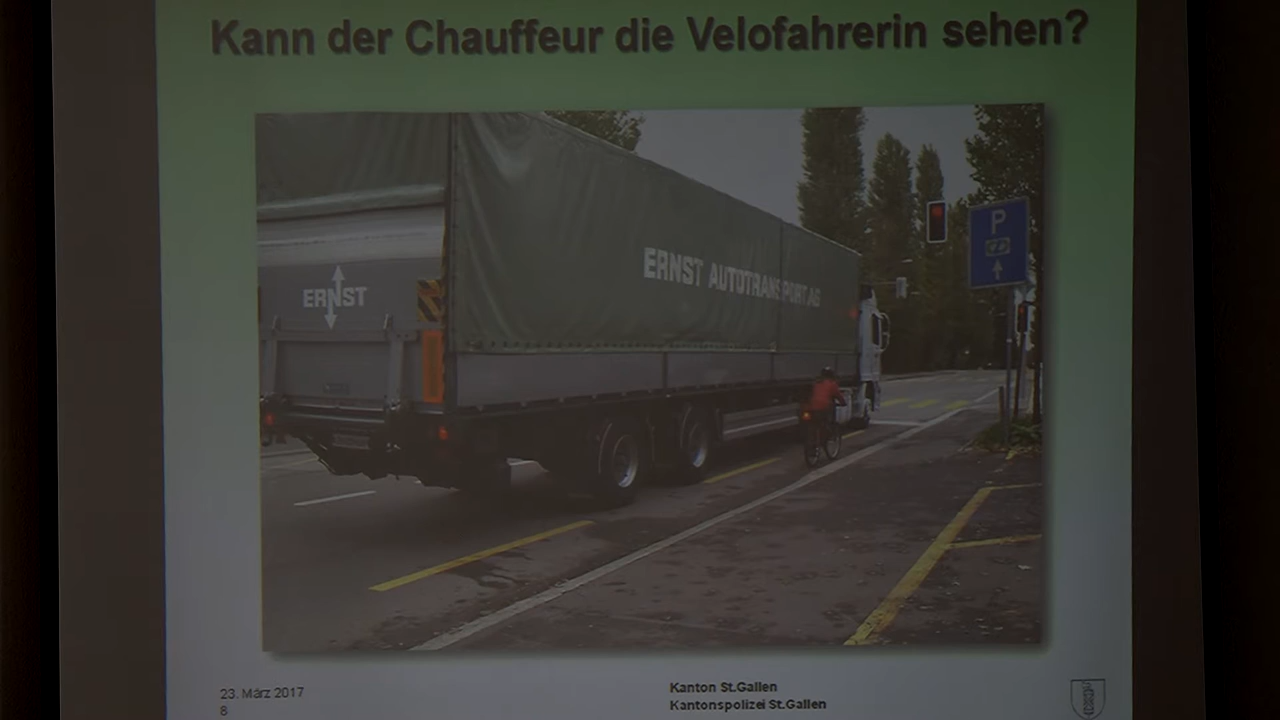 Kann der Chauffeur die Velofahrerin sehen?
ERNST AUTOTRANSPORT AG
ERNST
P
23. März 2017
8
Kanton St.Gallen
Kantonspolizei St.Gallen